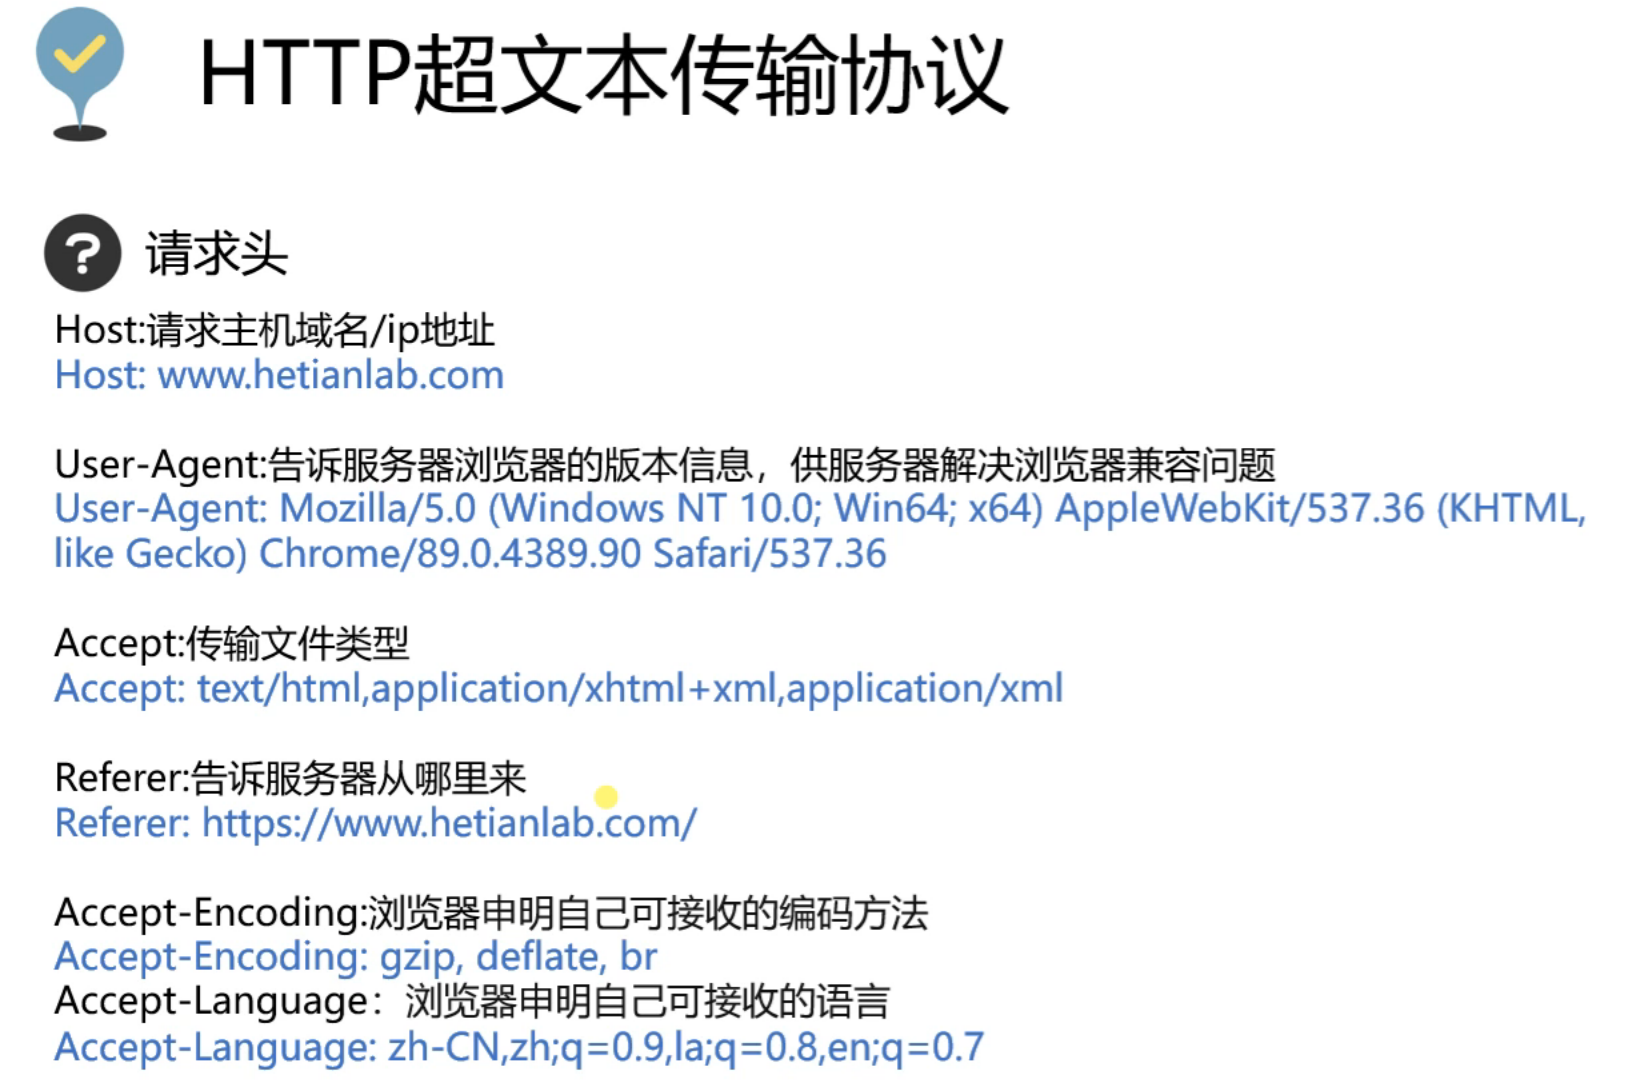 HTTP超文本传输协议
? 请求头
Host:请求主机域名/ip地址
Host: www.hetianlab.com
User-Agent:告诉服务器浏览器的版本信息，供服务器解决浏览器兼容问题
User-Agent: Mozilla/5.0 (Windows NT 10.0; Win64; x64) AppleWebKit/537.36 (KHTML,
like Gecko) Chrome/89.0.4389.90 Safari/537.36
Accept:传输文件类型
Accept: text/html,application/xhtml+xml,application/xml
Referer:告诉服务器从哪里来
Referer: https://www.hetianlab.com/
Accept-Encoding:浏览器申明自己可接收的编码方法
Accept-Encoding: gzip, deflate, br
Accept-Language：浏览器申明自己可接收的语言
Accept-Language: zh-CN,zh;q=0.9,la;q=0.8,en;q=0.7